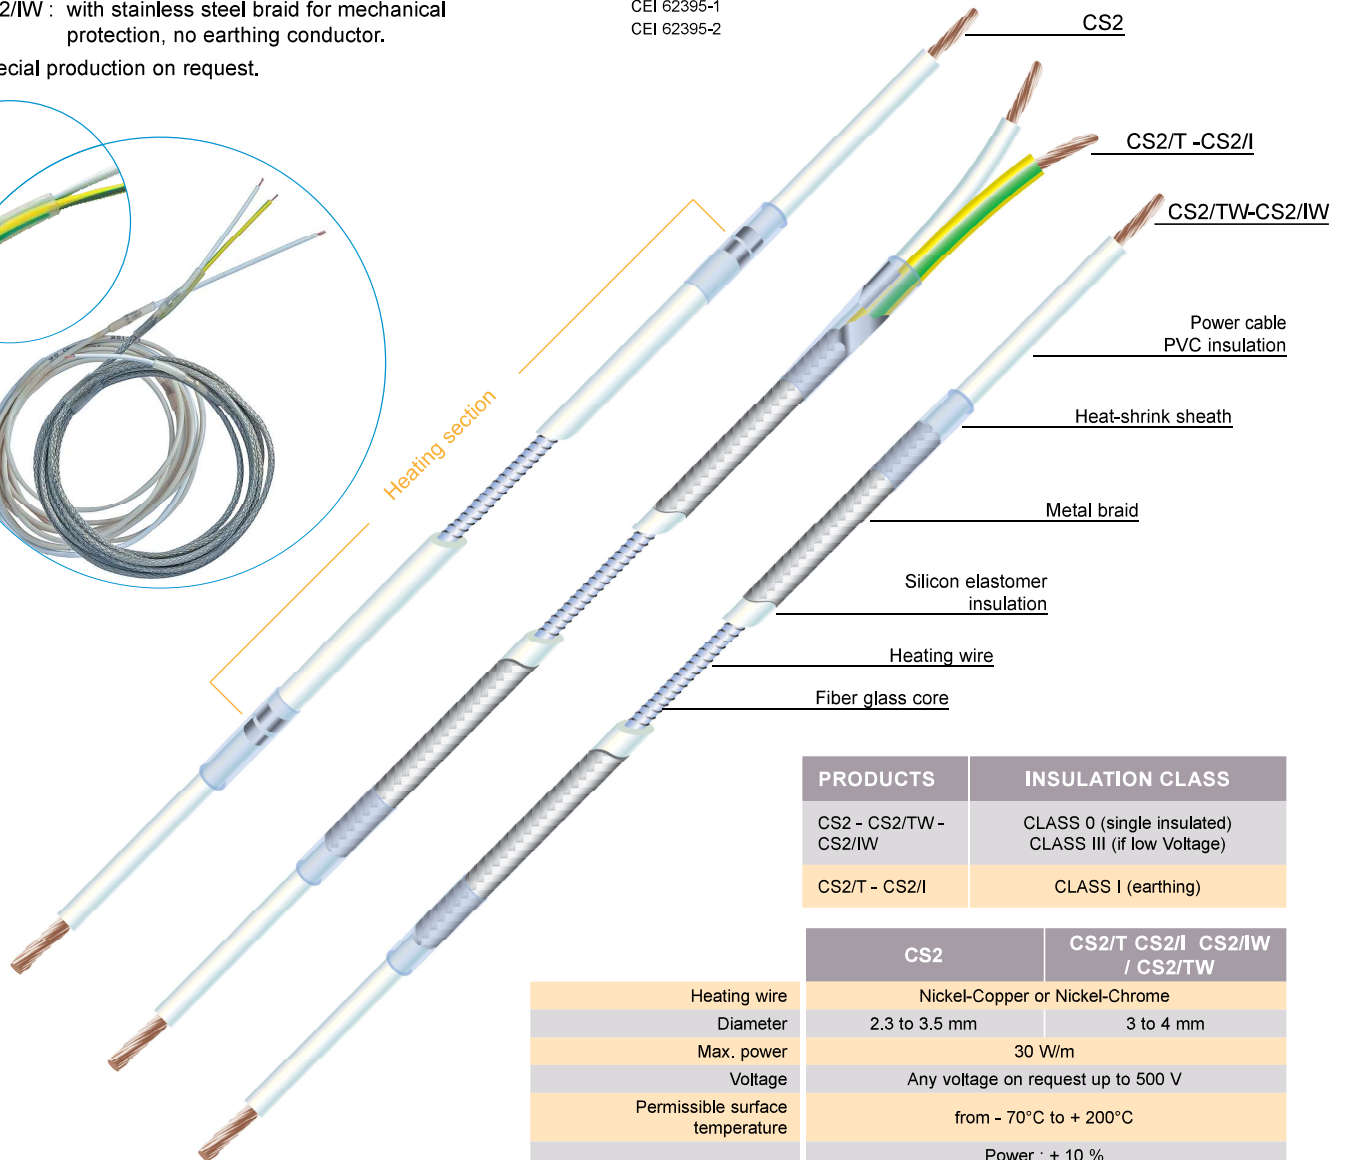 2/IW : with stainless steel braid for mechanical
protection, no earthing conductor.
ecial production on request.
CEI 62395-1
CEI 62395-2
CS2
CS2/T -CS2/I
CS2/TW-CS2/IW
Power cable
PVC insulation
Heat-shrink sheath
Metal braid
Silicon elastomer
insulation
Heating wire
Fiber glass core
Heating section
PRODUCTS INSULATION CLASS
CS2 - CS2/TW - CLASS 0 (single insulated)
CS2/IW CLASS III (if low Voltage)
CS2/T - CS2/I CLASS I (earthing)
CS2 CS2/T CS2/I CS2/IW
/ CS2/TW
Heating wire Nickel-Copper or Nickel-Chrome
Diameter 2.3 to 3.5 mm 3 to 4 mm
Max. power 30 W/m
Voltage Any voltage on request up to 500 V
Permissible surface
temperature from - 70°C to + 200°C
Power : + 10 %